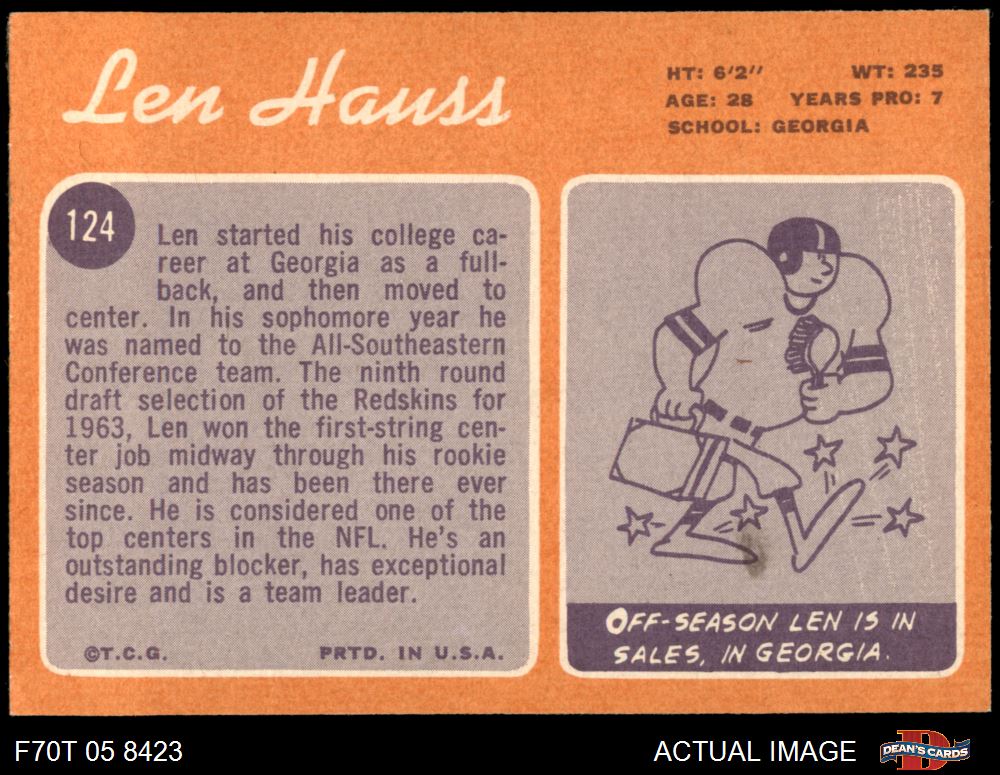 Len Hauss
HT: 6'2" WT: 235
AGE: 28 YEARS PRO: 7
SCHOOL: GEORGIA
124
Len started his college ca-
reer at Georgia as a full-
back, and then moved to
center. In his sophomore year he
was named to the All-Southeastern
Conference team. The ninth round
draft selection of the Redskins for
1963, Len won the first-string cen-
ter job midway through his rookie
season and has been there ever
since. He is considered one of the
top centers in the NFL. He's an
outstanding blocker, has exceptional
desire and is a team leader.
©T.C.G. PRTD. IN U.S.A.
OFF-SEASON LEN IS IN
SALES, IN GEORGIA.
F70T 05 8423
ACTUAL IMAGE
D
DEAN'S CARDS